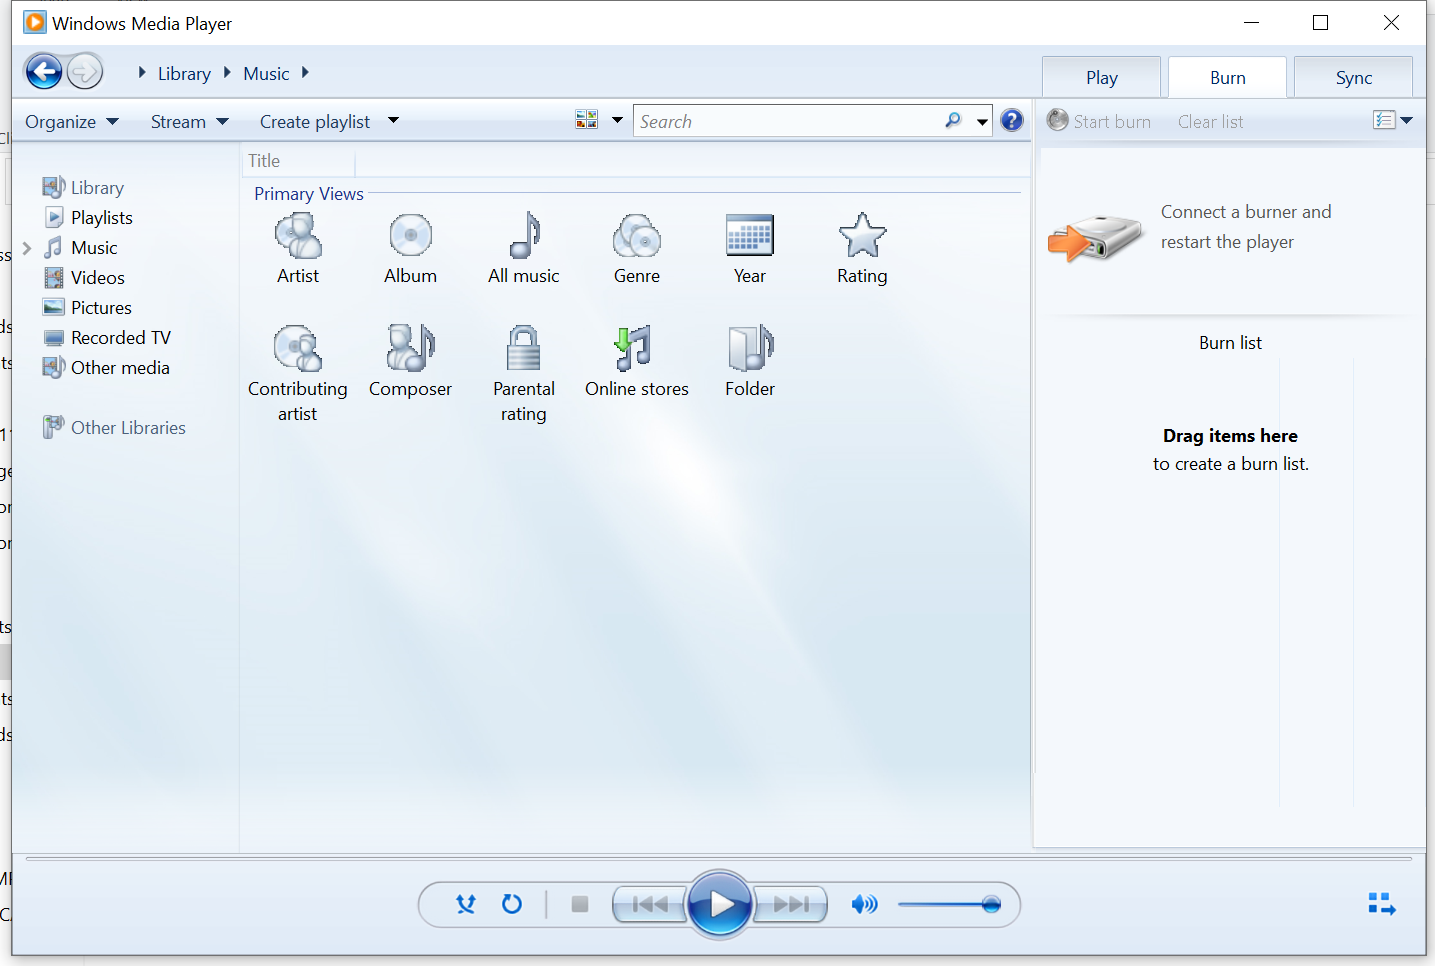 Windows Media Player
Library Music
Play Burn Sync
Organize Stream Create playlist Search Start burn Clear list
Title
Primary Views
Library
Playlists
Music
Videos
Pictures
Recorded TV
Other media
Other Libraries
Artist Album All music Genre Year Rating
Contributing artist
Composer
Parental rating
Online stores
Folder
Connect a burner and
restart the player
Burn list
Drag items here
to create a burn list.